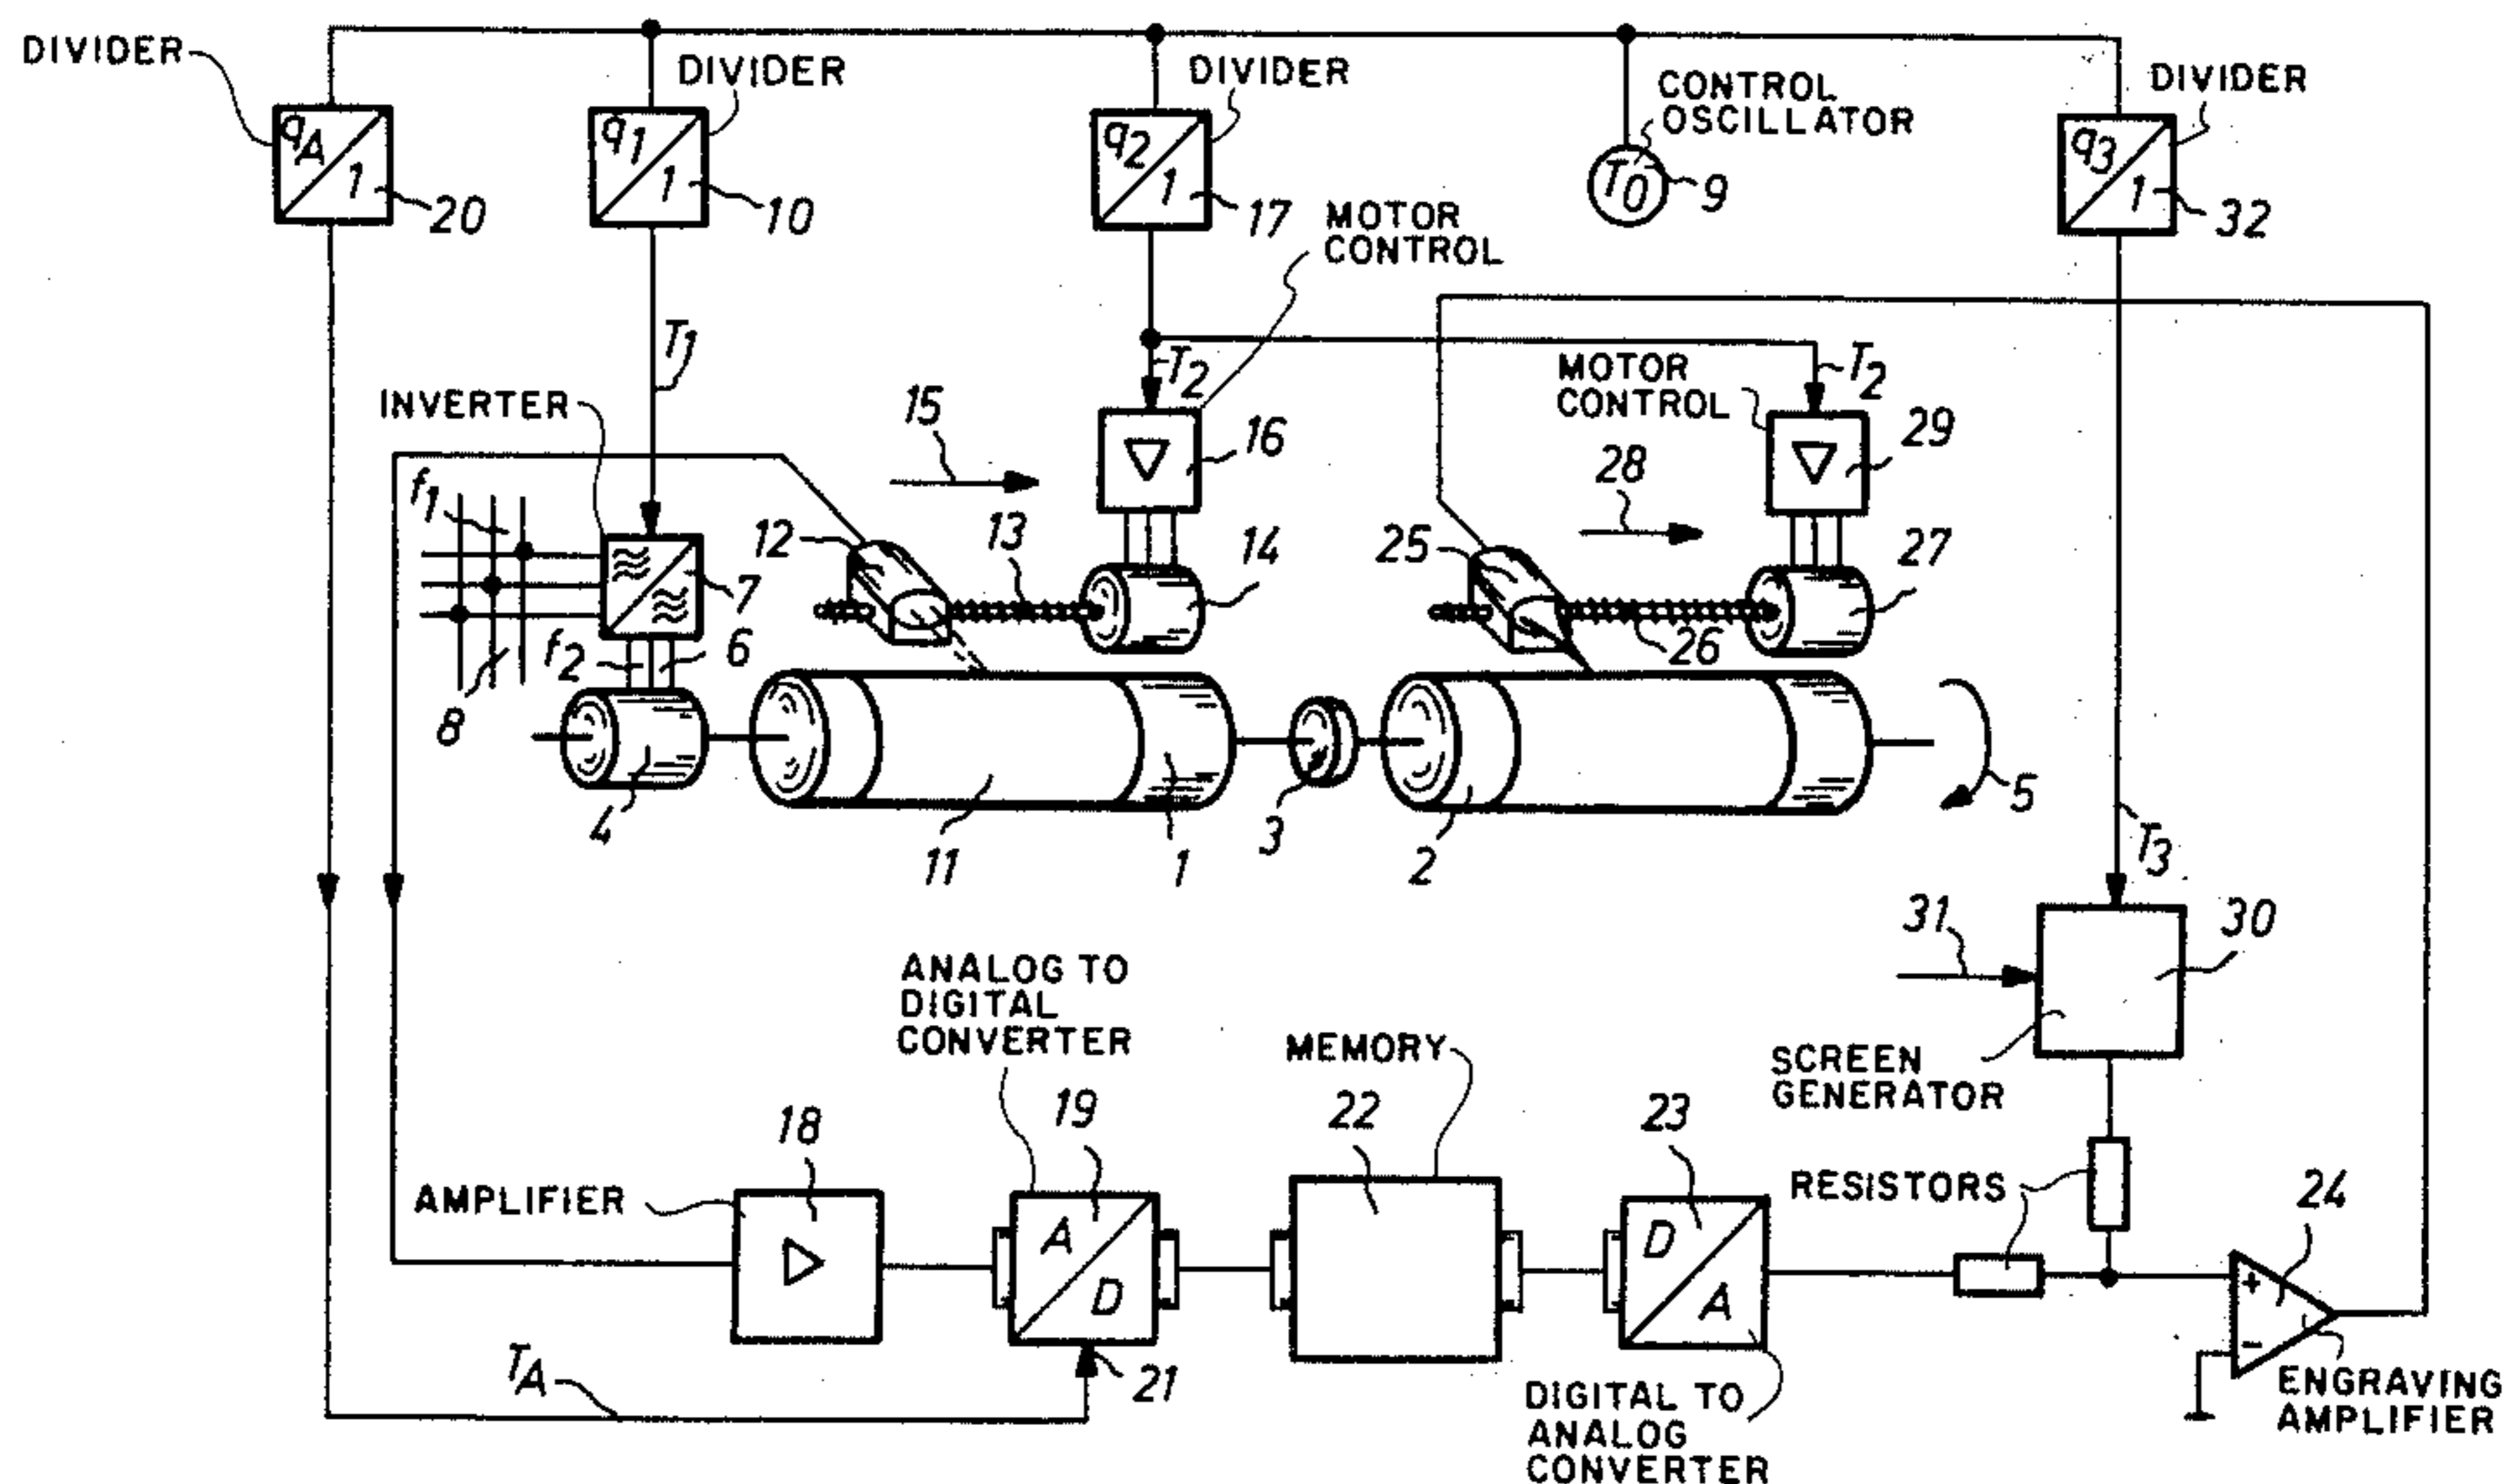 DIVIDER
DIVIDER
DIVIDER
CONTROL
OSCILLATOR
DIVIDER
qA
1
20
q1
1
10
q2
1
17
T0
9
q3
1
32
MOTOR
CONTROL
T1
T2
MOTOR
CONTROL
T2
INVERTER
15
16
28
29
f1
12
13
14
25
26
27
7
f2
6
8
4
11
1
3
2
5
T3
31
30
SCREEN
GENERATOR
ANALOG TO
DIGITAL
CONVERTER
MEMORY
18
19
22
23
AMPLIFIER
RESISTORS
24
A
D
D
A
+
−
TA
21
DIGITAL TO
ANALOG
CONVERTER
ENGRAVING
AMPLIFIER